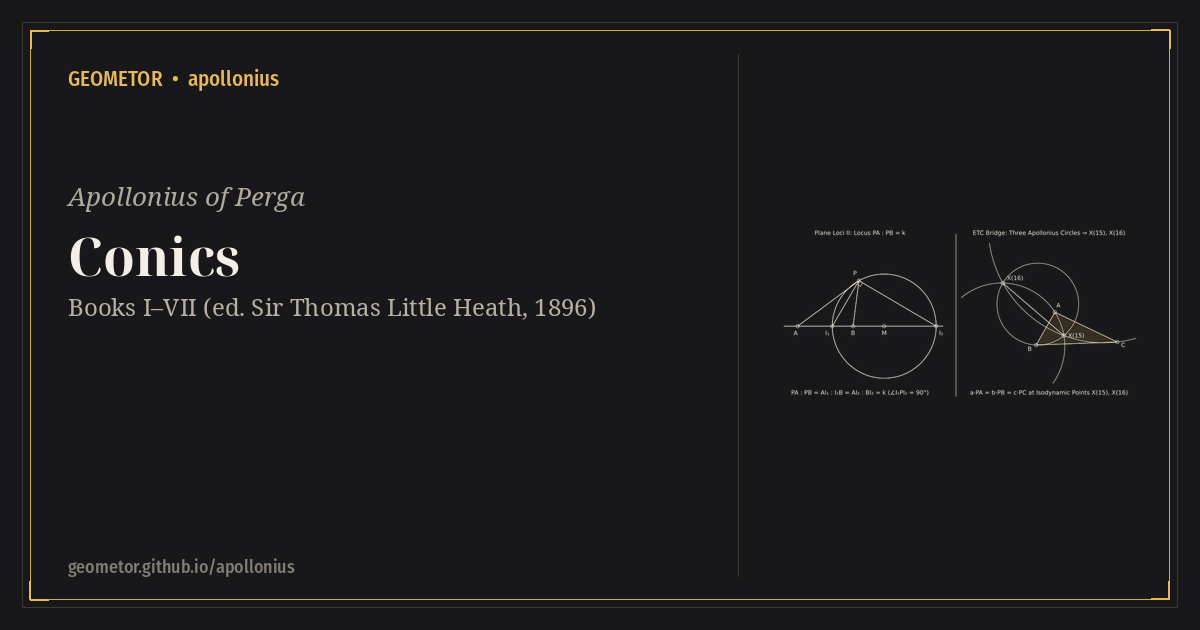 GEOMETOR • apollonius
Apollonius of Perga
Conics
Books I–VII (ed. Sir Thomas Little Heath, 1896)
geometor.github.io/apollonius
Plane Loci II: Locus PA : PB = k
P
A
I₁
B
M
I₂
PA : PB = AI₁ : I₁B = AI₂ : BI₂ = k (∠I₁PI₂ = 90°)
ETC Bridge: Three Apollonius Circles → X(15), X(16)
X(16)
A
X(15)
B
C
a·PA = b·PB = c·PC at Isodynamic Points X(15), X(16)